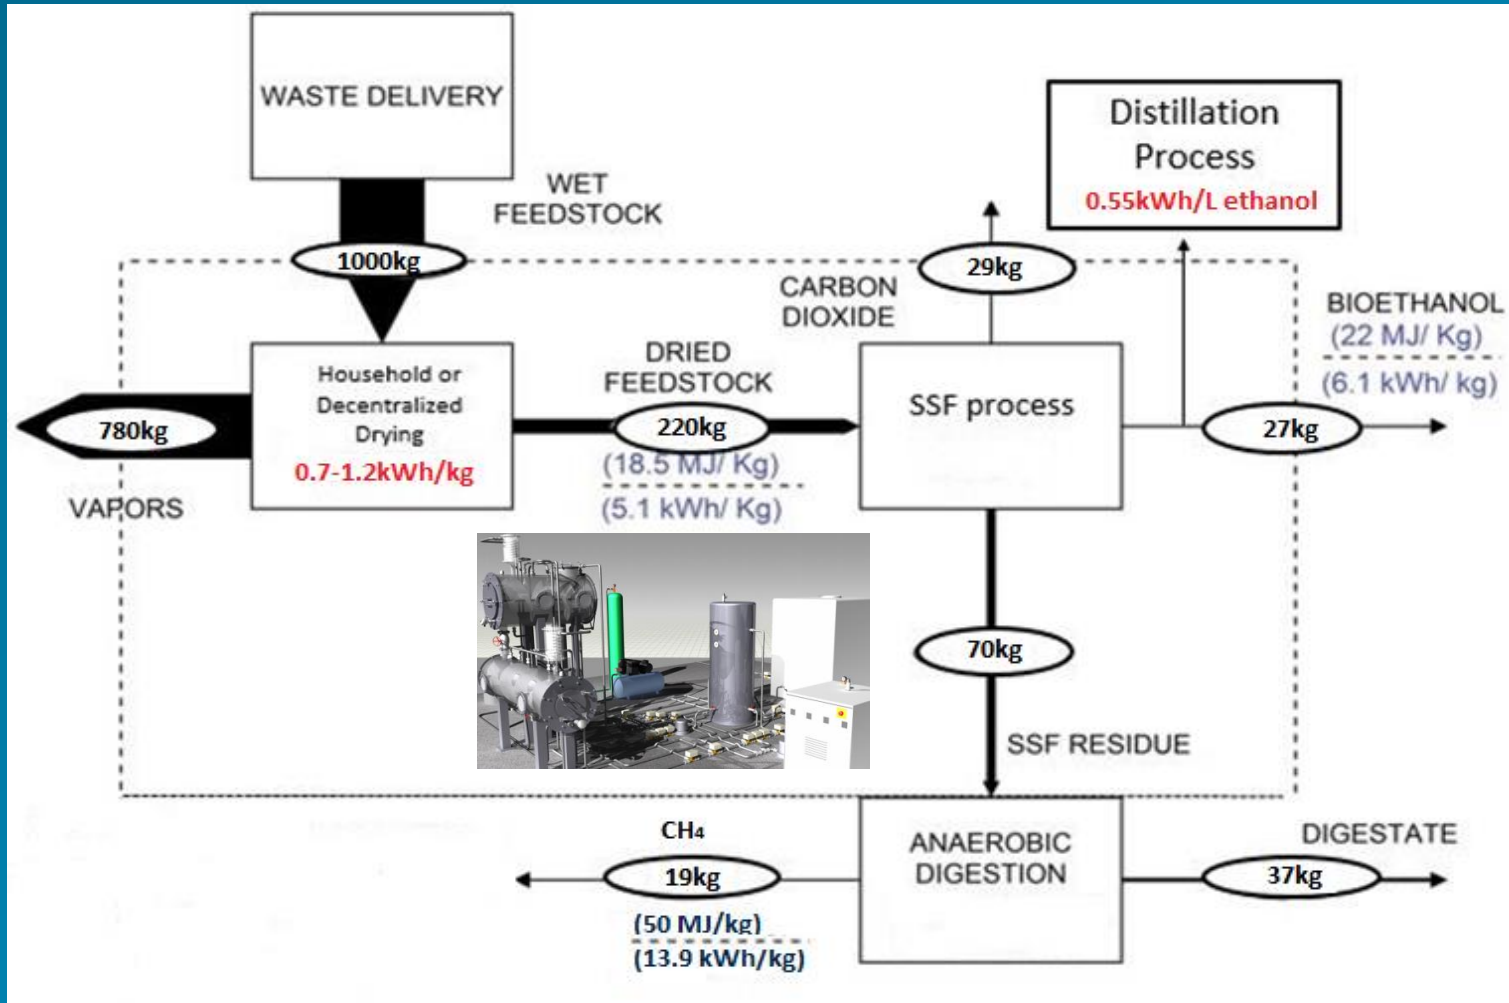 WASTE DELIVERY
WET
FEEDSTOCK
1000kg
Distillation
Process
0.55kWh/L ethanol
29kg
CARBON
DIOXIDE
BIOETHANOL
(22 MJ/ Kg)
(6.1 kWh/ kg)
Household or
Decentralized
Drying
0.7-1.2kWh/kg
780kg
VAPORS
DRIED
FEEDSTOCK
220kg
(18.5 MJ/ Kg)
(5.1 kWh/ Kg)
SSF process
27kg
70kg
SSF RESIDUE
CH₄
19kg
(50 MJ/kg)
(13.9 kWh/kg)
ANAEROBIC
DIGESTION
DIGESTATE
37kg